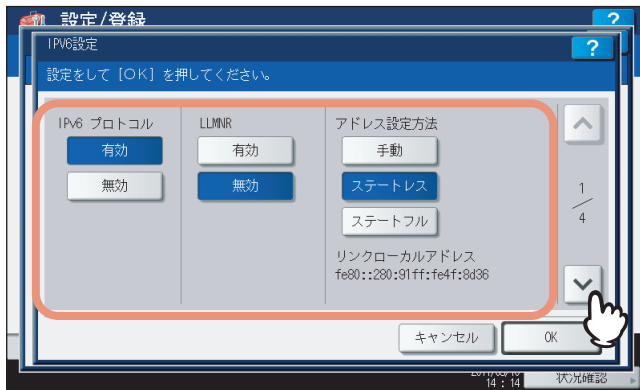 設定/登録
?
IPV6設定
?
設定をして [OK] を押してください。
IPv6 プロトコル
有効
無効
LLMNR
有効
無効
アドレス設定方法
手動
ステートレス
ステートフル
リンクローカルアドレス
fe80::280:91ff:fe4f:8d36
1
/
4
キャンセル
OK
14 : 14
状況確認